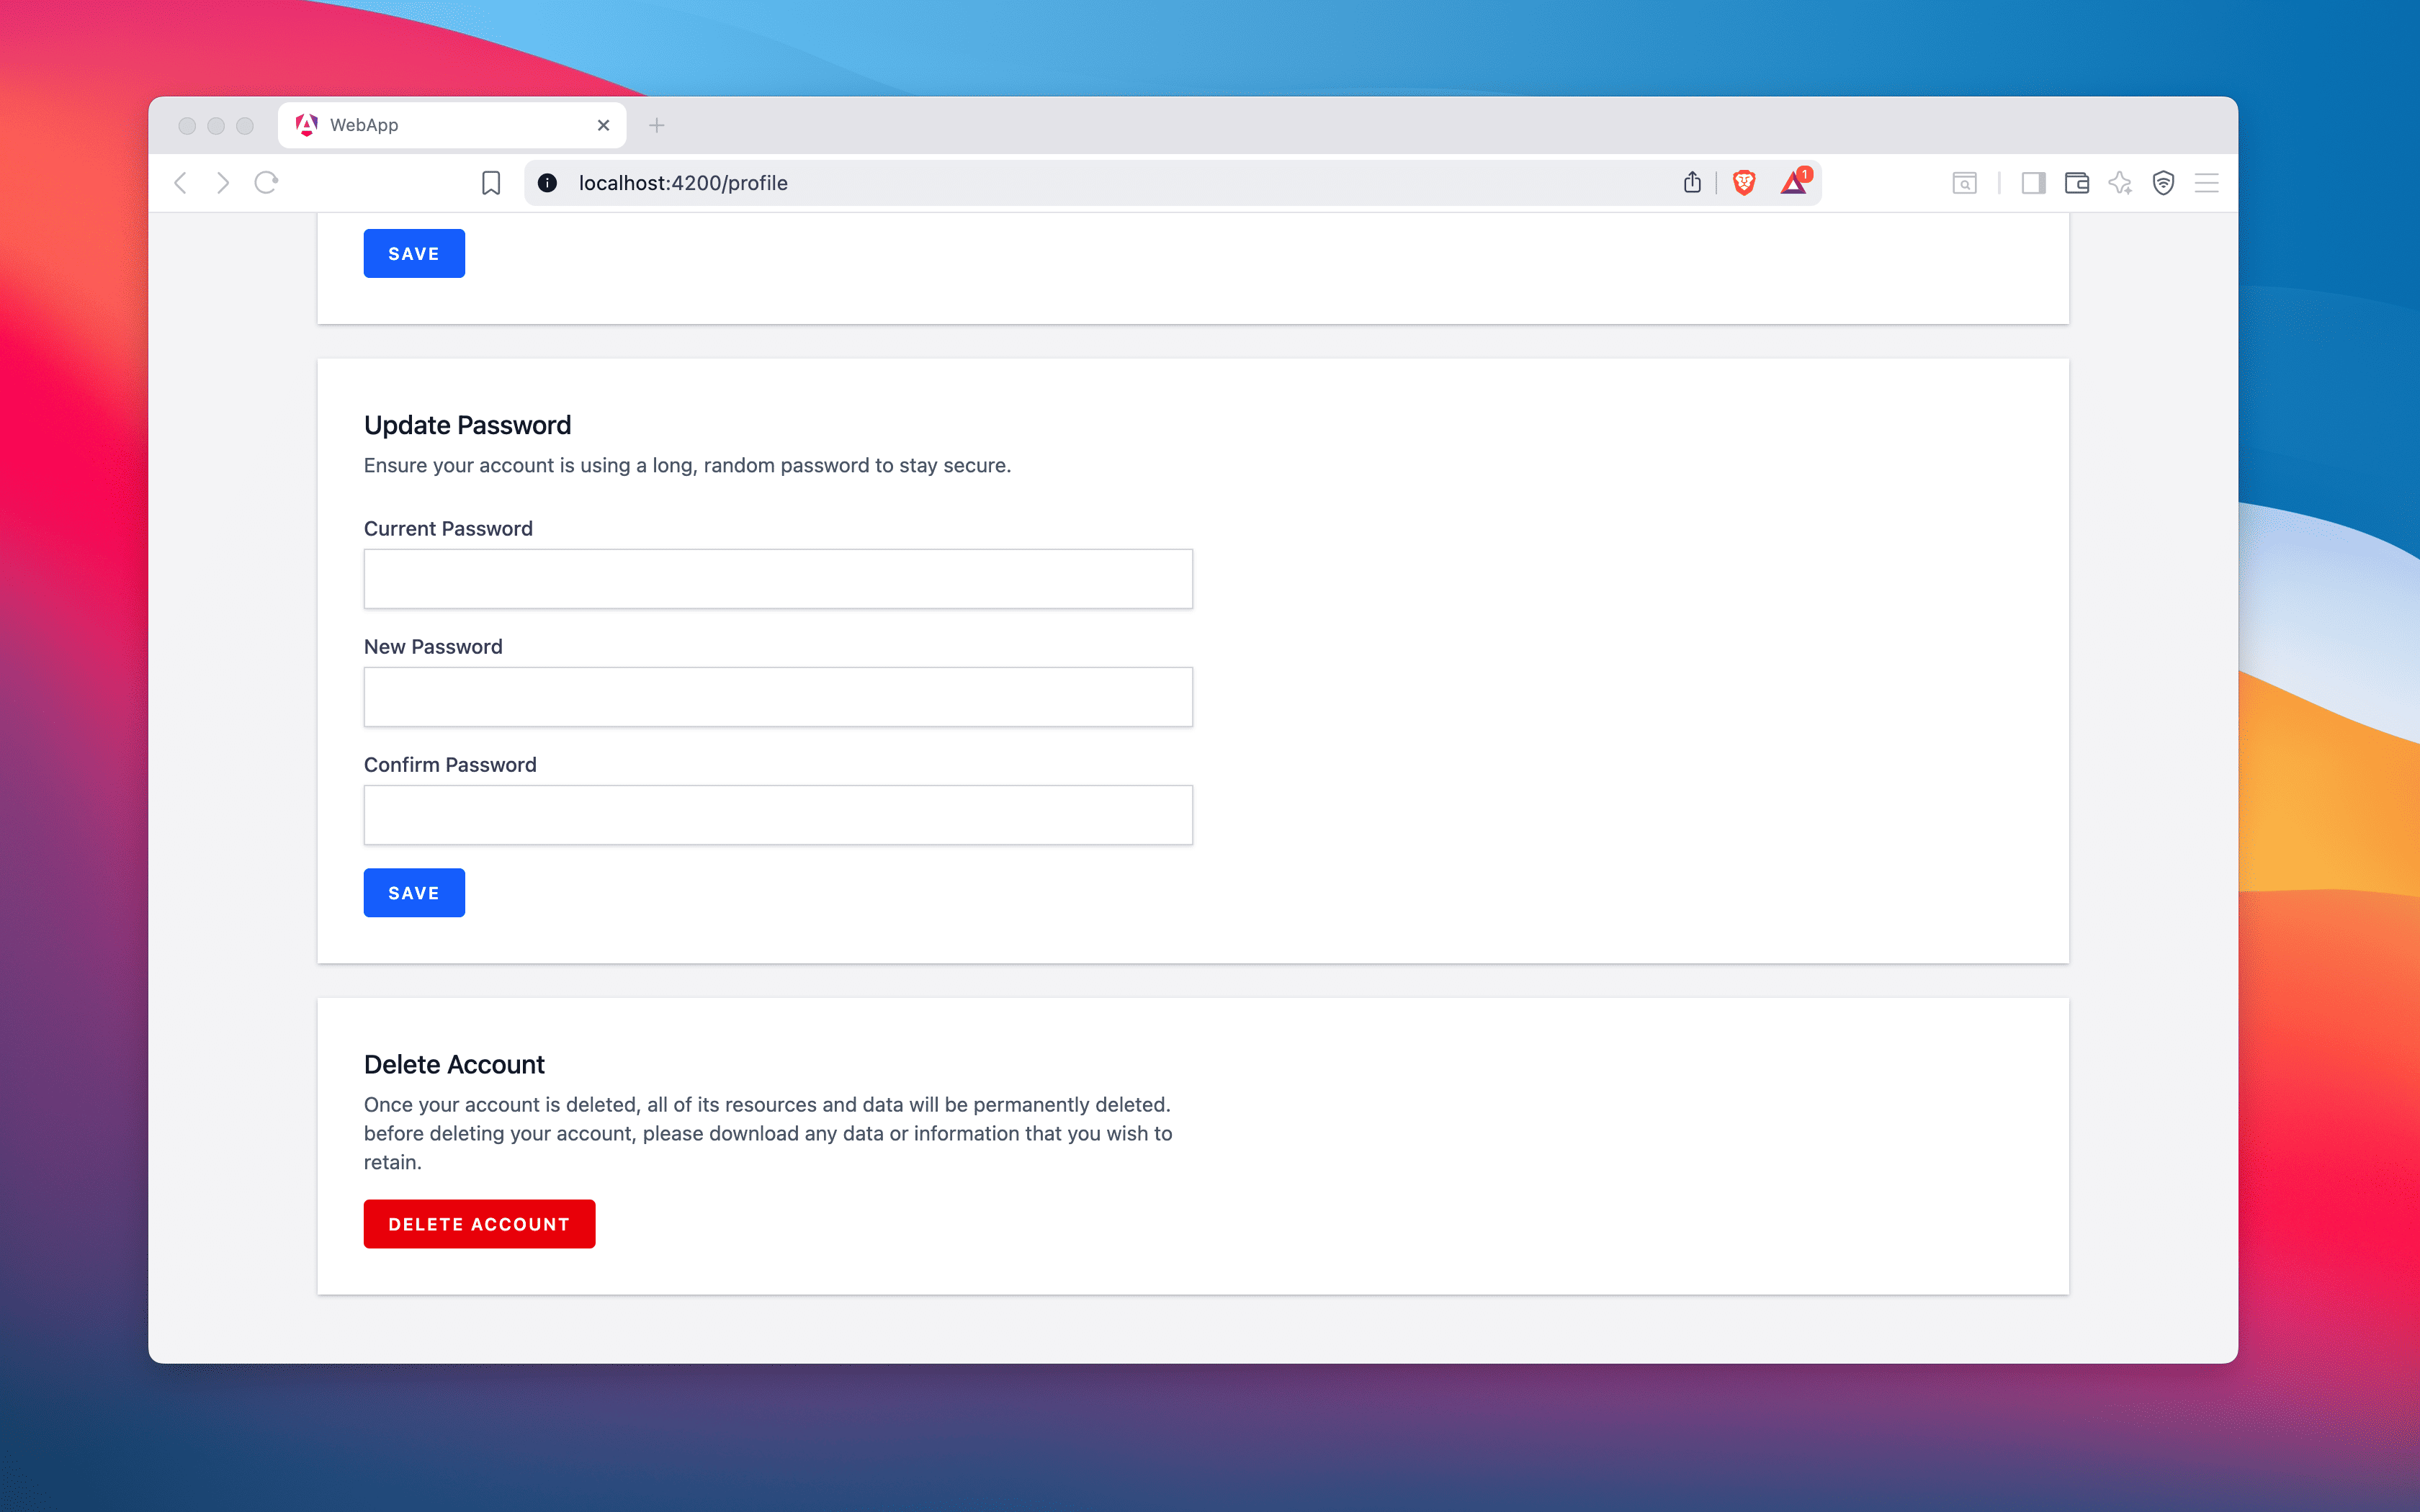 WebApp
localhost:4200/profile
1
SAVE
Update Password
Ensure your account is using a long, random password to stay secure.
Current Password
New Password
Confirm Password
SAVE
Delete Account
Once your account is deleted, all of its resources and data will be permanently deleted.
before deleting your account, please download any data or information that you wish to
retain.
DELETE ACCOUNT